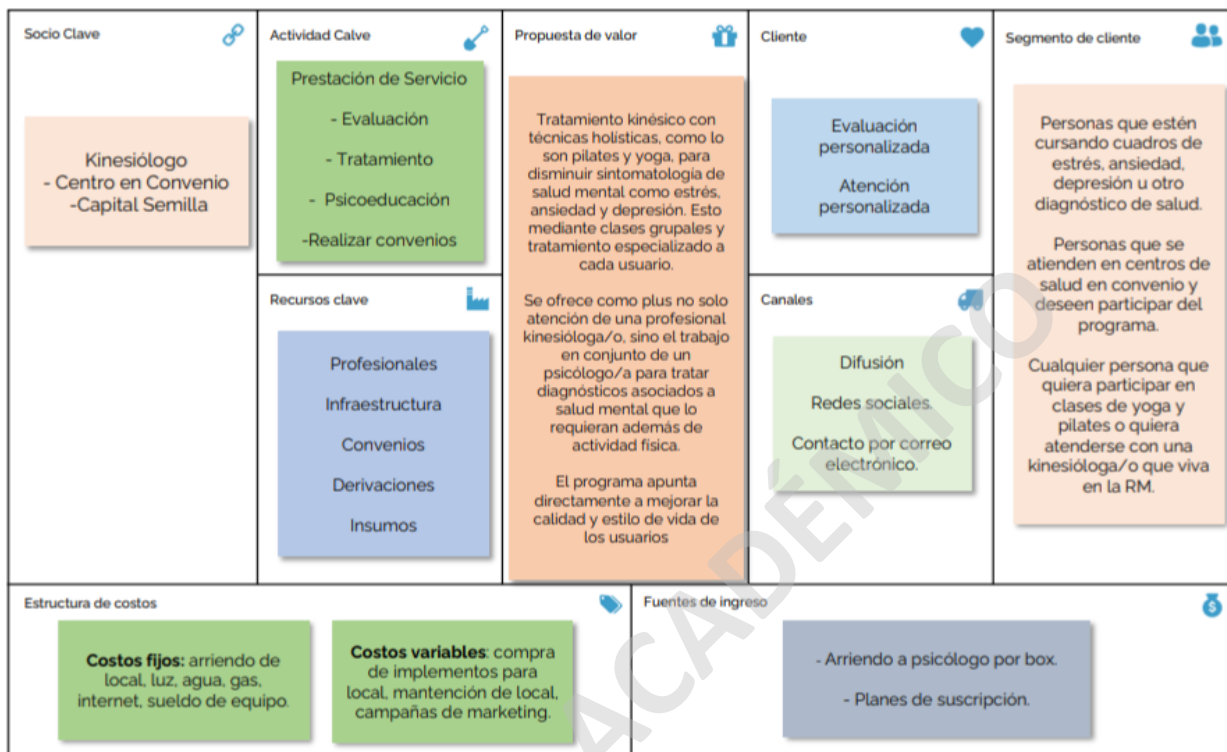 Socio Clave
Kinesiólogo
- Centro en Convenio
-Capital Semilla
Actividad Calve
Prestación de Servicio
- Evaluación
- Tratamiento
- Psicoeducación
-Realizar convenios
Recursos clave
Profesionales
Infraestructura
Convenios
Derivaciones
Insumos
Propuesta de valor
Tratamiento kinésico con
técnicas holísticas, como lo
son pilates y yoga, para
disminuir sintomatología de
salud mental como estrés,
ansiedad y depresión. Esto
mediante clases grupales y
tratamiento especializado a
cada usuario.
Se ofrece como plus no solo
atención de una profesional
kinesióloga/o, sino el trabajo
en conjunto de un
psicólogo/a para tratar
diagnósticos asociados a
salud mental que lo
requieran además de
actividad física.
El programa apunta
directamente a mejorar la
calidad y estilo de vida de
los usuarios
Cliente
Evaluación
personalizada
Atención
personalizada
Canales
Difusión
Redes sociales.
Contacto por correo
electrónico.
Segmento de cliente
Personas que estén
cursando cuadros de
estrés, ansiedad,
depresión u otro
diagnóstico de salud.
Personas que se
atienden en centros de
salud en convenio y
deseen participar del
programa.
Cualquier persona que
quiera participar en
clases de yoga y
pilates o quiera
atenderse con una
kinesióloga/o que viva
en la RM.
Estructura de costos
Costos fijos: arriendo de
local, luz, agua, gas,
internet, sueldo de equipo.
Costos variables: compra
de implementos para
local, mantención de local,
campañas de marketing.
Fuentes de ingreso
- Arriendo a psicólogo por box.
- Planes de suscripción.
ACADÉMICO